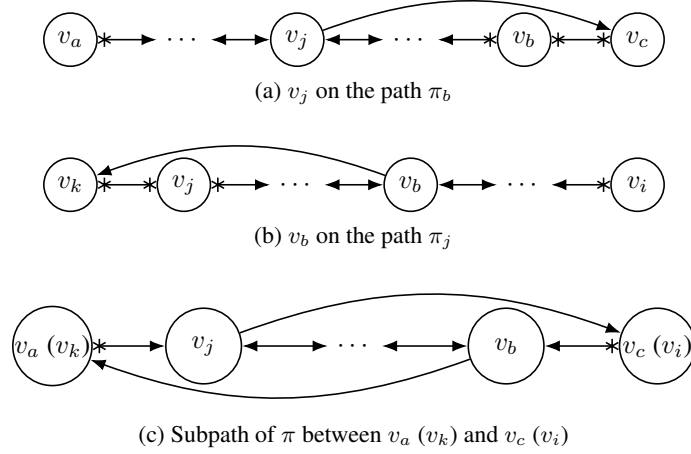 v_a ··· v_j ··· v_b v_c
(a) v_j on the path π_b
v_k v_j ··· v_b ··· v_i
(b) v_b on the path π_j
v_a (v_k) v_j ··· v_b v_c (v_i)
(c) Subpath of π between v_a (v_k) and v_c (v_i)